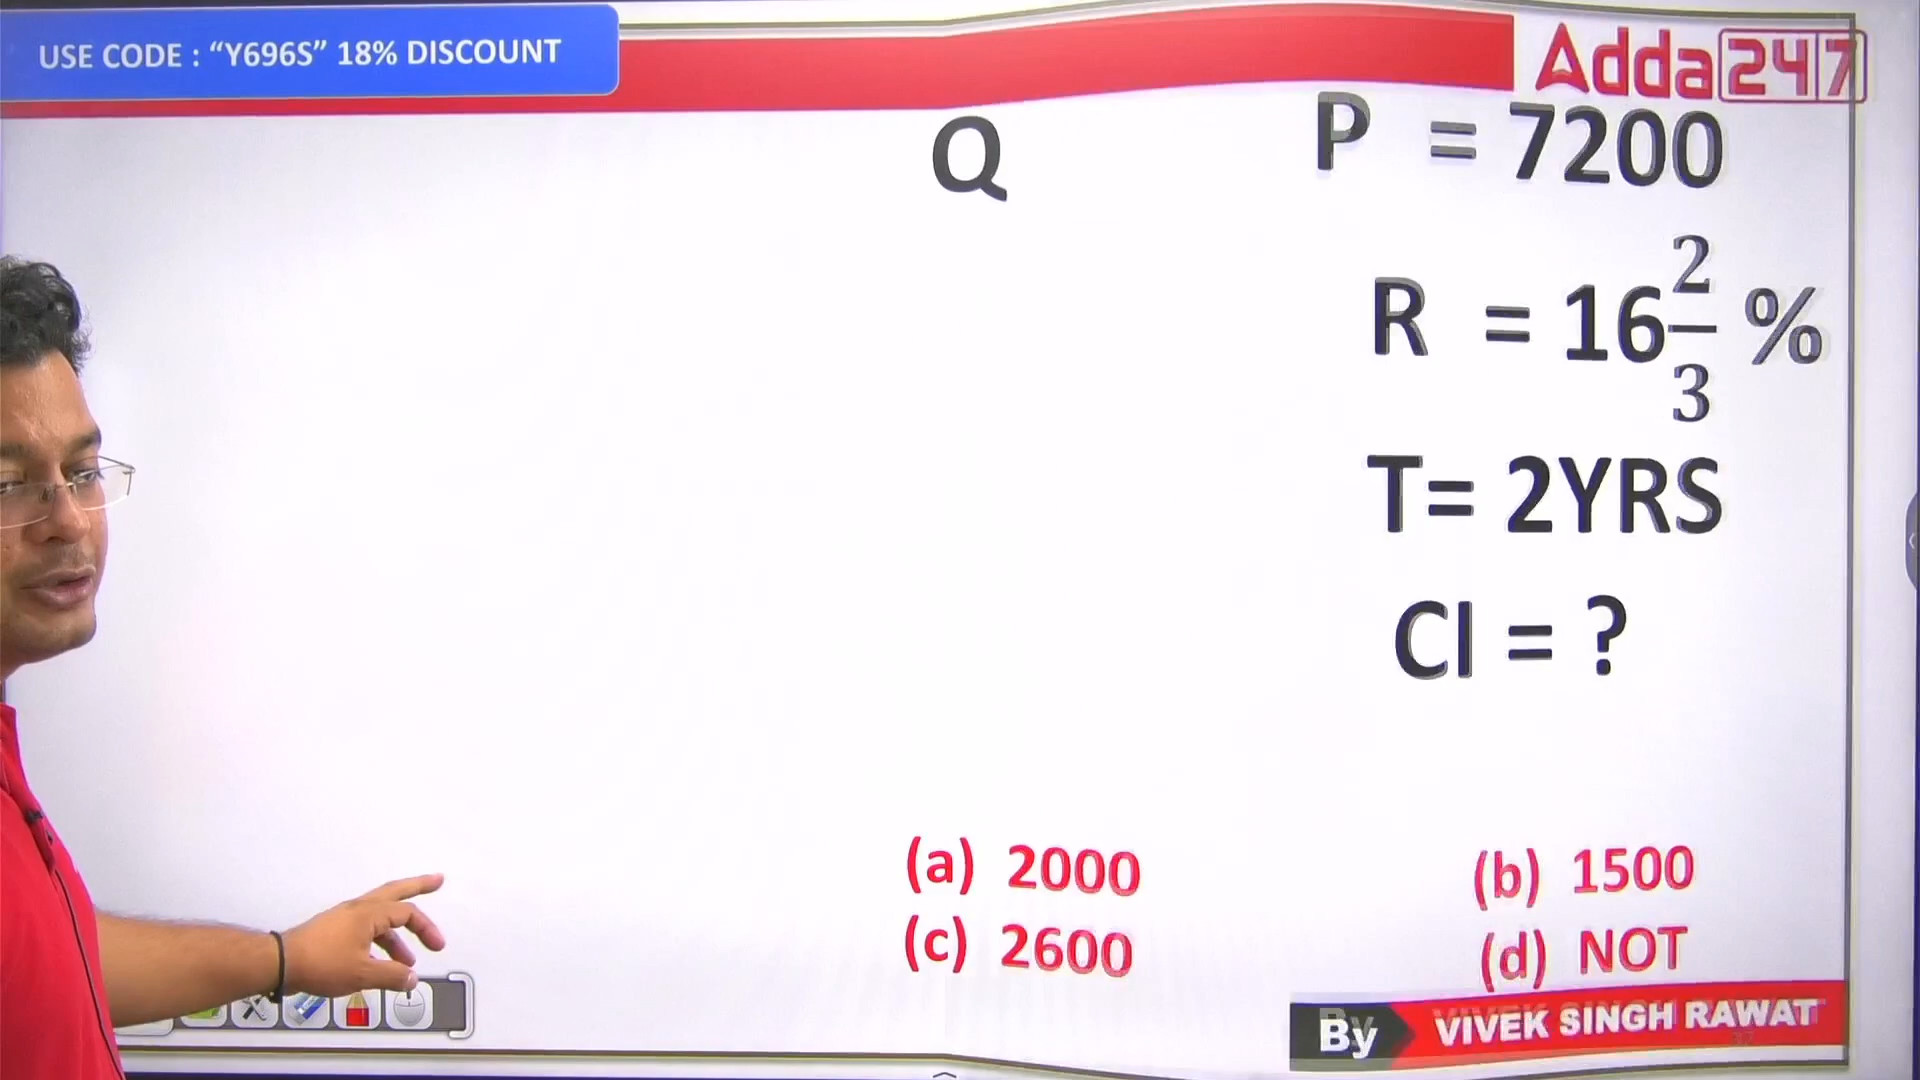 USE CODE : “Y696S” 18% DISCOUNT
Adda247
Q
P = 7200
R = 16 2/3 %
T= 2YRS
CI = ?
(a) 2000
(b) 1500
(c) 2600
(d) NOT
By VIVEK SINGH RAWAT